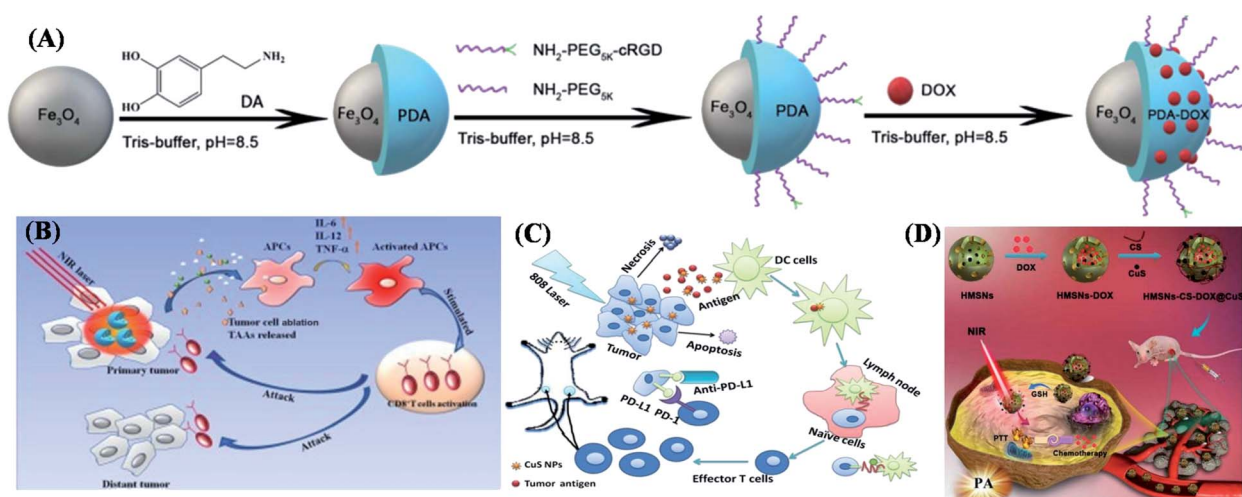 (A)
Fe3O4
HO
HO
NH2
DA
Tris-buffer, pH=8.5
Fe3O4
PDA
NH2-PEG5K-cRGD
NH2-PEG5K
Tris-buffer, pH=8.5
Fe3O4
PDA
DOX
Tris-buffer, pH=8.5
Fe3O4
PDA-DOX
(B)
NIR laser
IL-6
IL-12
TNF-α
APCs
Activated APCs
Tumor cell ablation
TAAs released
Stimulated
Primary tumor
Attack
CD8+T cells activation
Attack
Distant tumor
(C)
808 Laser
Necrosis
Antigen
DC cells
Tumor
Apoptosis
Anti-PD-L1
PD-L1
PD-1
Lymph node
Naïve cells
CuS NPs
Tumor antigen
Effector T cells
(D)
HMSNs
DOX
HMSNs-DOX
CS
CuS
HMSNs-CS-DOX@CuS
NIR
GSH
PTT
Chemotherapy
PA